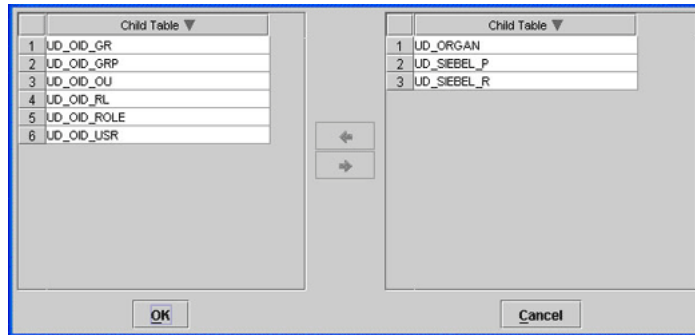 Child Table
1 UD_OID_GR
2 UD_OID_GRP
3 UD_OID_OU
4 UD_OID_RL
5 UD_OID_ROLE
6 UD_OID_USR
Child Table
1 UD_ORGAN
2 UD_SIEBEL_P
3 UD_SIEBEL_R
OK
Cancel